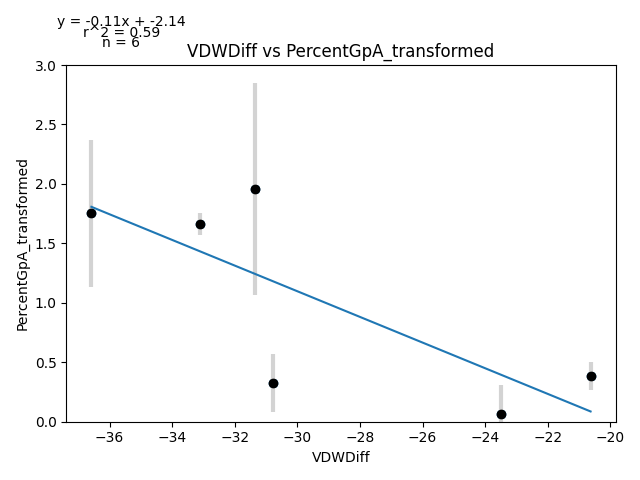 y = -0.11x + -2.14
r^2 = 0.59
n = 6
VDWDiff vs PercentGpA_transformed
3.0
2.5
2.0
1.5
1.0
0.5
0.0
PercentGpA_transformed
−36
−34
−32
−30
−28
−26
−24
−22
−20
VDWDiff